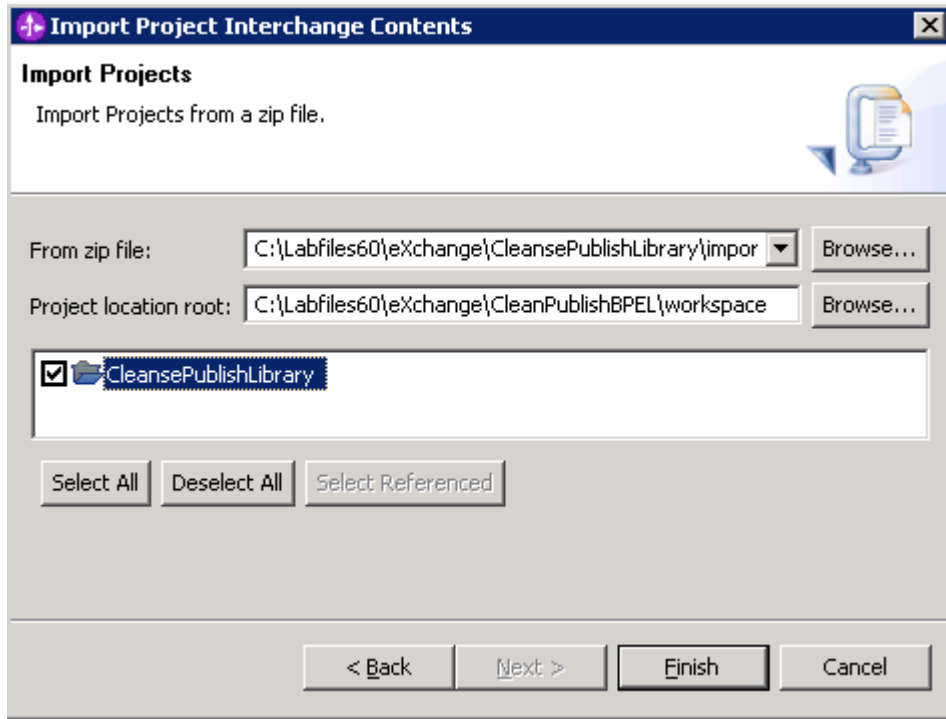 Import Project Interchange Contents
Import Projects
Import Projects from a zip file.
From zip file: C:\Labfiles60\eXchange\CleansePublishLibrary\impor Browse...
Project location root: C:\Labfiles60\eXchange\CleanPublishBPEL\workspace Browse...
CleansePublishLibrary
Select All Deselect All Select Referenced
< Back Next > Finish Cancel